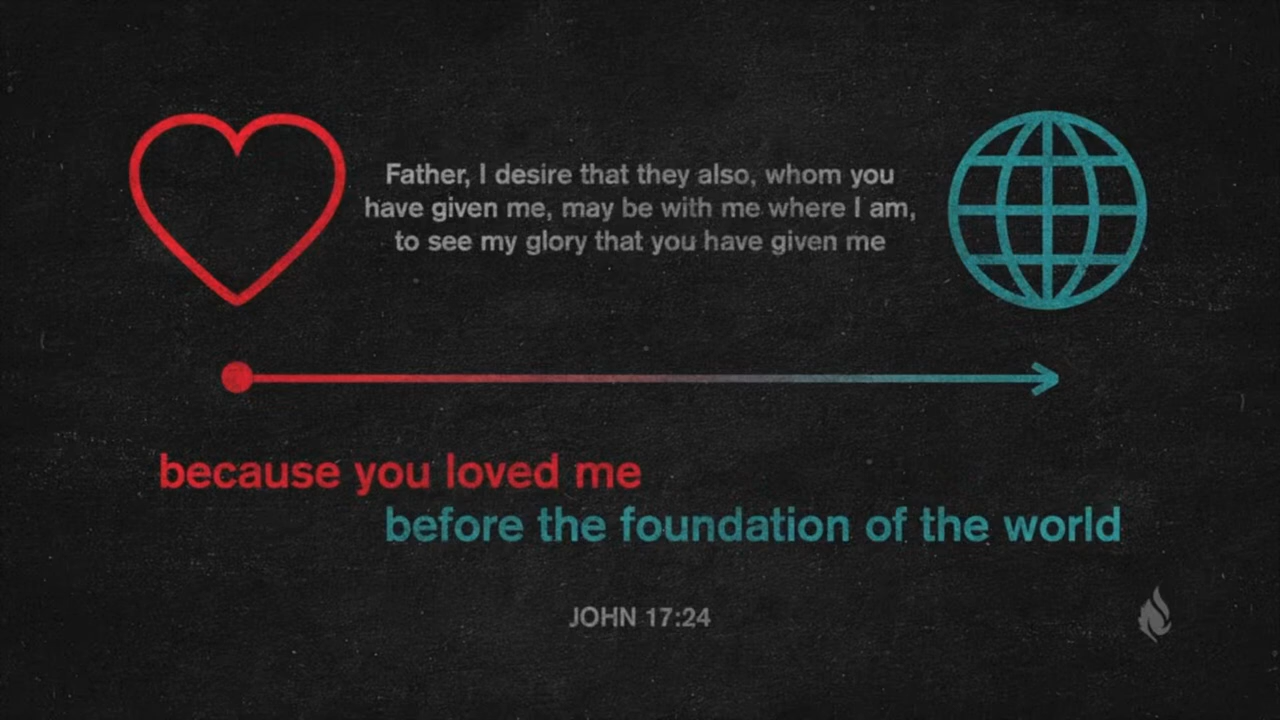 Father, I desire that they also, whom you
have given me, may be with me where I am,
to see my glory that you have given me
because you loved me
before the foundation of the world
JOHN 17:24